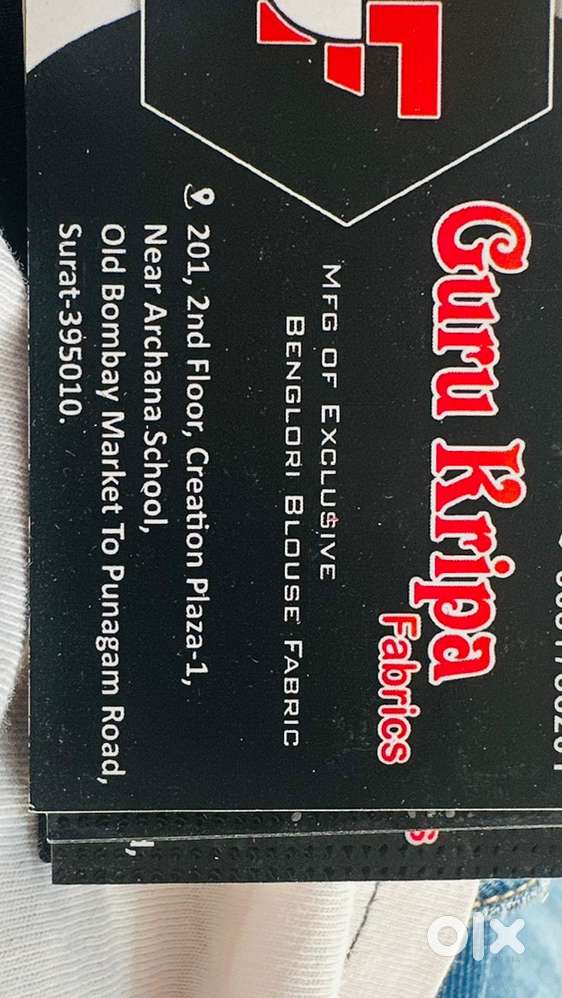 Guru Kripa
Fabrics
MFG OF EXCLUSIVE
BENGLORI BLOUSE FABRIC
201, 2nd Floor, Creation Plaza-1,
Near Archana School,
Old Bombay Market To Punagam Road,
Surat-395010.
olx